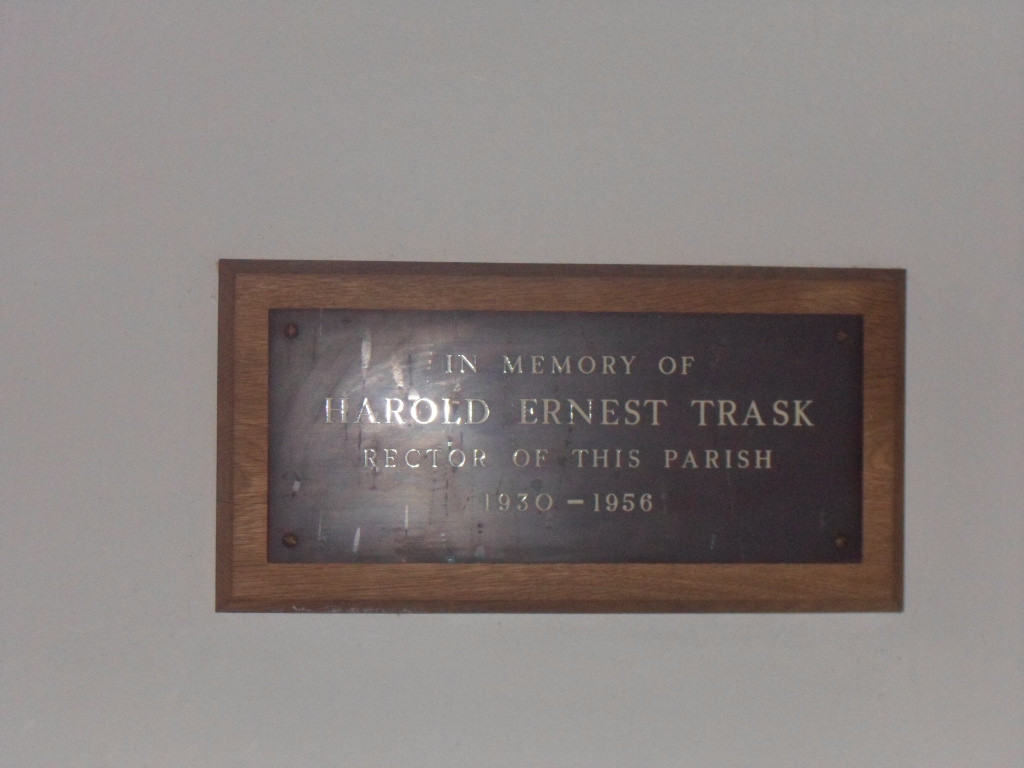 IN MEMORY OF
HAROLD ERNEST TRASK
RECTOR OF THIS PARISH
1930 – 1956